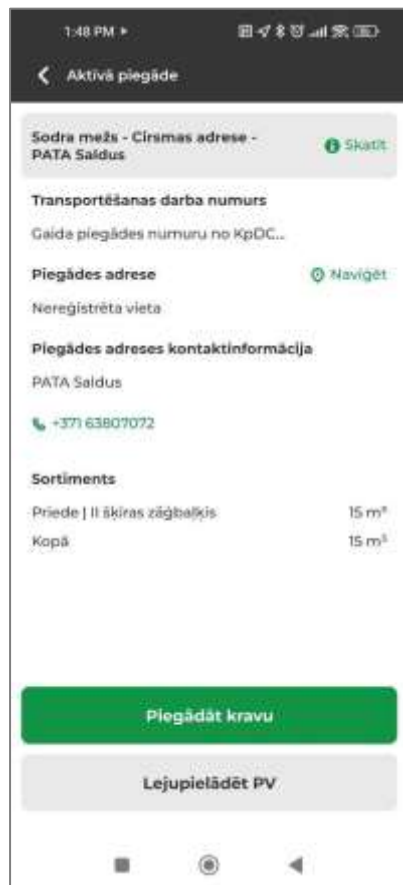 1:48 PM
Aktīvā piegāde
Sodra mežs - Cirsmas adrese -
PATA Saldus
Skatīt
Transportēšanas darba numurs
Gaida piegādes numuru no KpDC...
Piegādes adrese
Navigēt
Nereģistrēta vieta
Piegādes adreses kontaktinformācija
PATA Saldus
+371 63807072
Sortiments
Priede | II šķiras zāģbaļķis 15 m³
Kopā 15 m³
Piegādāt kravu
Lejupielādēt PV